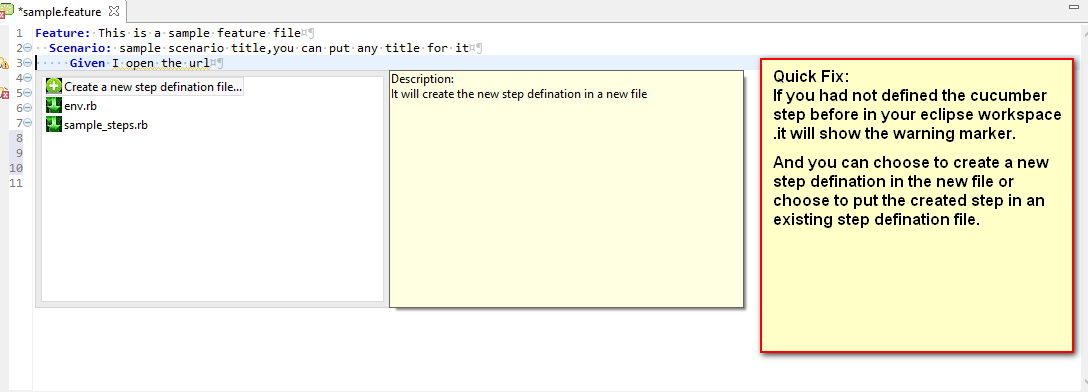 *sample.feature
1 Feature: This is a sample feature file
2 Scenario: sample scenario title,you can put any title for it
3 Given I open the url
4
5
6
7
8
9
10
11
Create a new step defination file...
env.rb
sample_steps.rb
Description:
It will create the new step defination in a new file
Quick Fix:
If you had not defined the cucumber
step before in your eclipse workspace
.it will show the warning marker.
And you can choose to create a new
step defination in the new file or
choose to put the created step in an
existing step defination file.